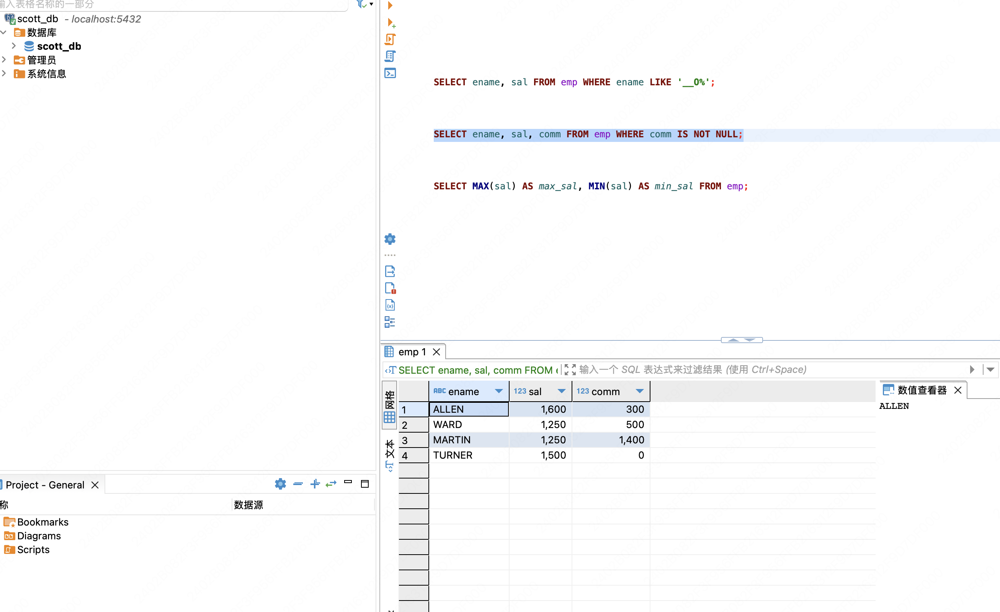 输入表格名称的一部分
scott_db - localhost:5432
数据库
scott_db
管理员
系统信息
SELECT ename, sal FROM emp WHERE ename LIKE '__O%';
SELECT ename, sal, comm FROM emp WHERE comm IS NOT NULL;
SELECT MAX(sal) AS max_sal, MIN(sal) AS min_sal FROM emp;
emp 1
SELECT ename, sal, comm FROM 输入一个 SQL 表达式来过滤结果 (使用 Ctrl+Space)
网格
文本
ABC ename 123 sal 123 comm
1 ALLEN 1,600 300
2 WARD 1,250 500
3 MARTIN 1,250 1,400
4 TURNER 1,500 0
数值查看器
ALLEN
Project - General
称 数据源
Bookmarks
Diagrams
Scripts